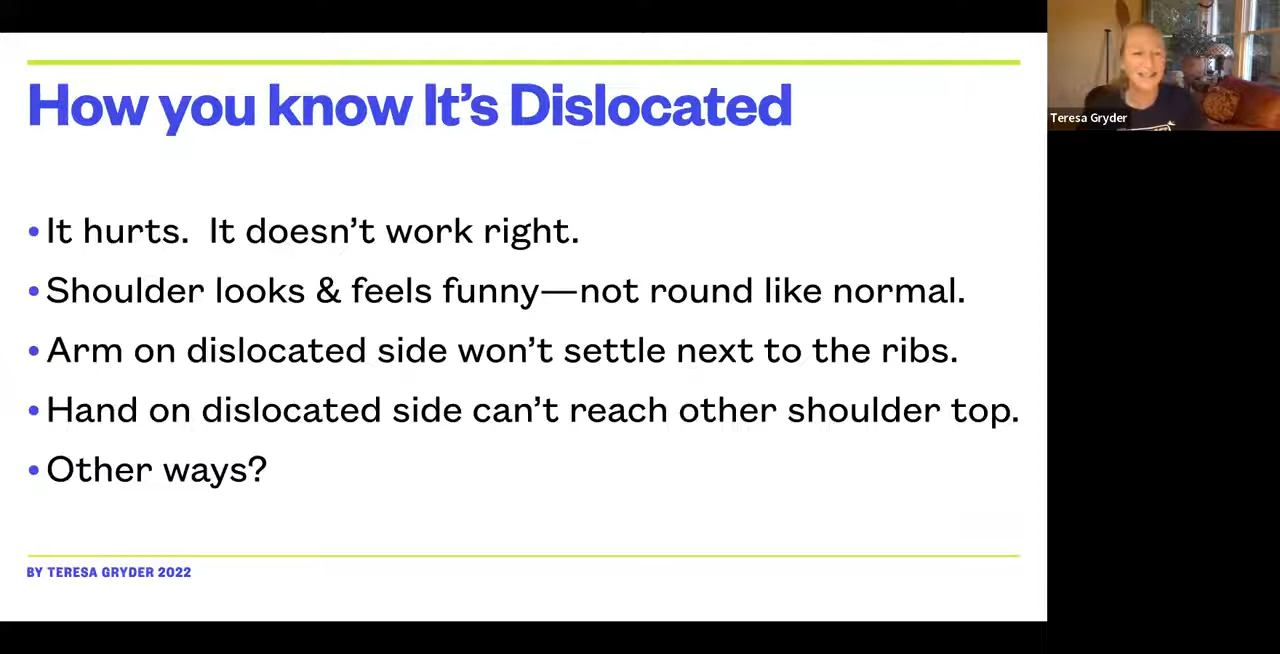 How you know It's Dislocated
• It hurts.  It doesn't work right.
• Shoulder looks & feels funny—not round like normal.
• Arm on dislocated side won't settle next to the ribs.
• Hand on dislocated side can't reach other shoulder top.
• Other ways?
BY TERESA GRYDER 2022
Teresa Gryder